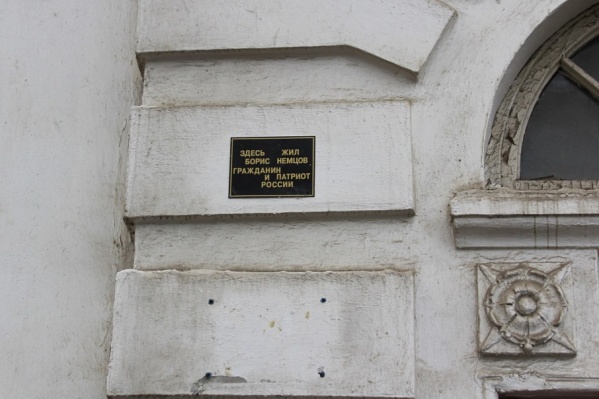 ЗДЕСЬ ЖИЛ
БОРИС НЕМЦОВ
ГРАЖДАНИН
И ПАТРИОТ
РОССИИ